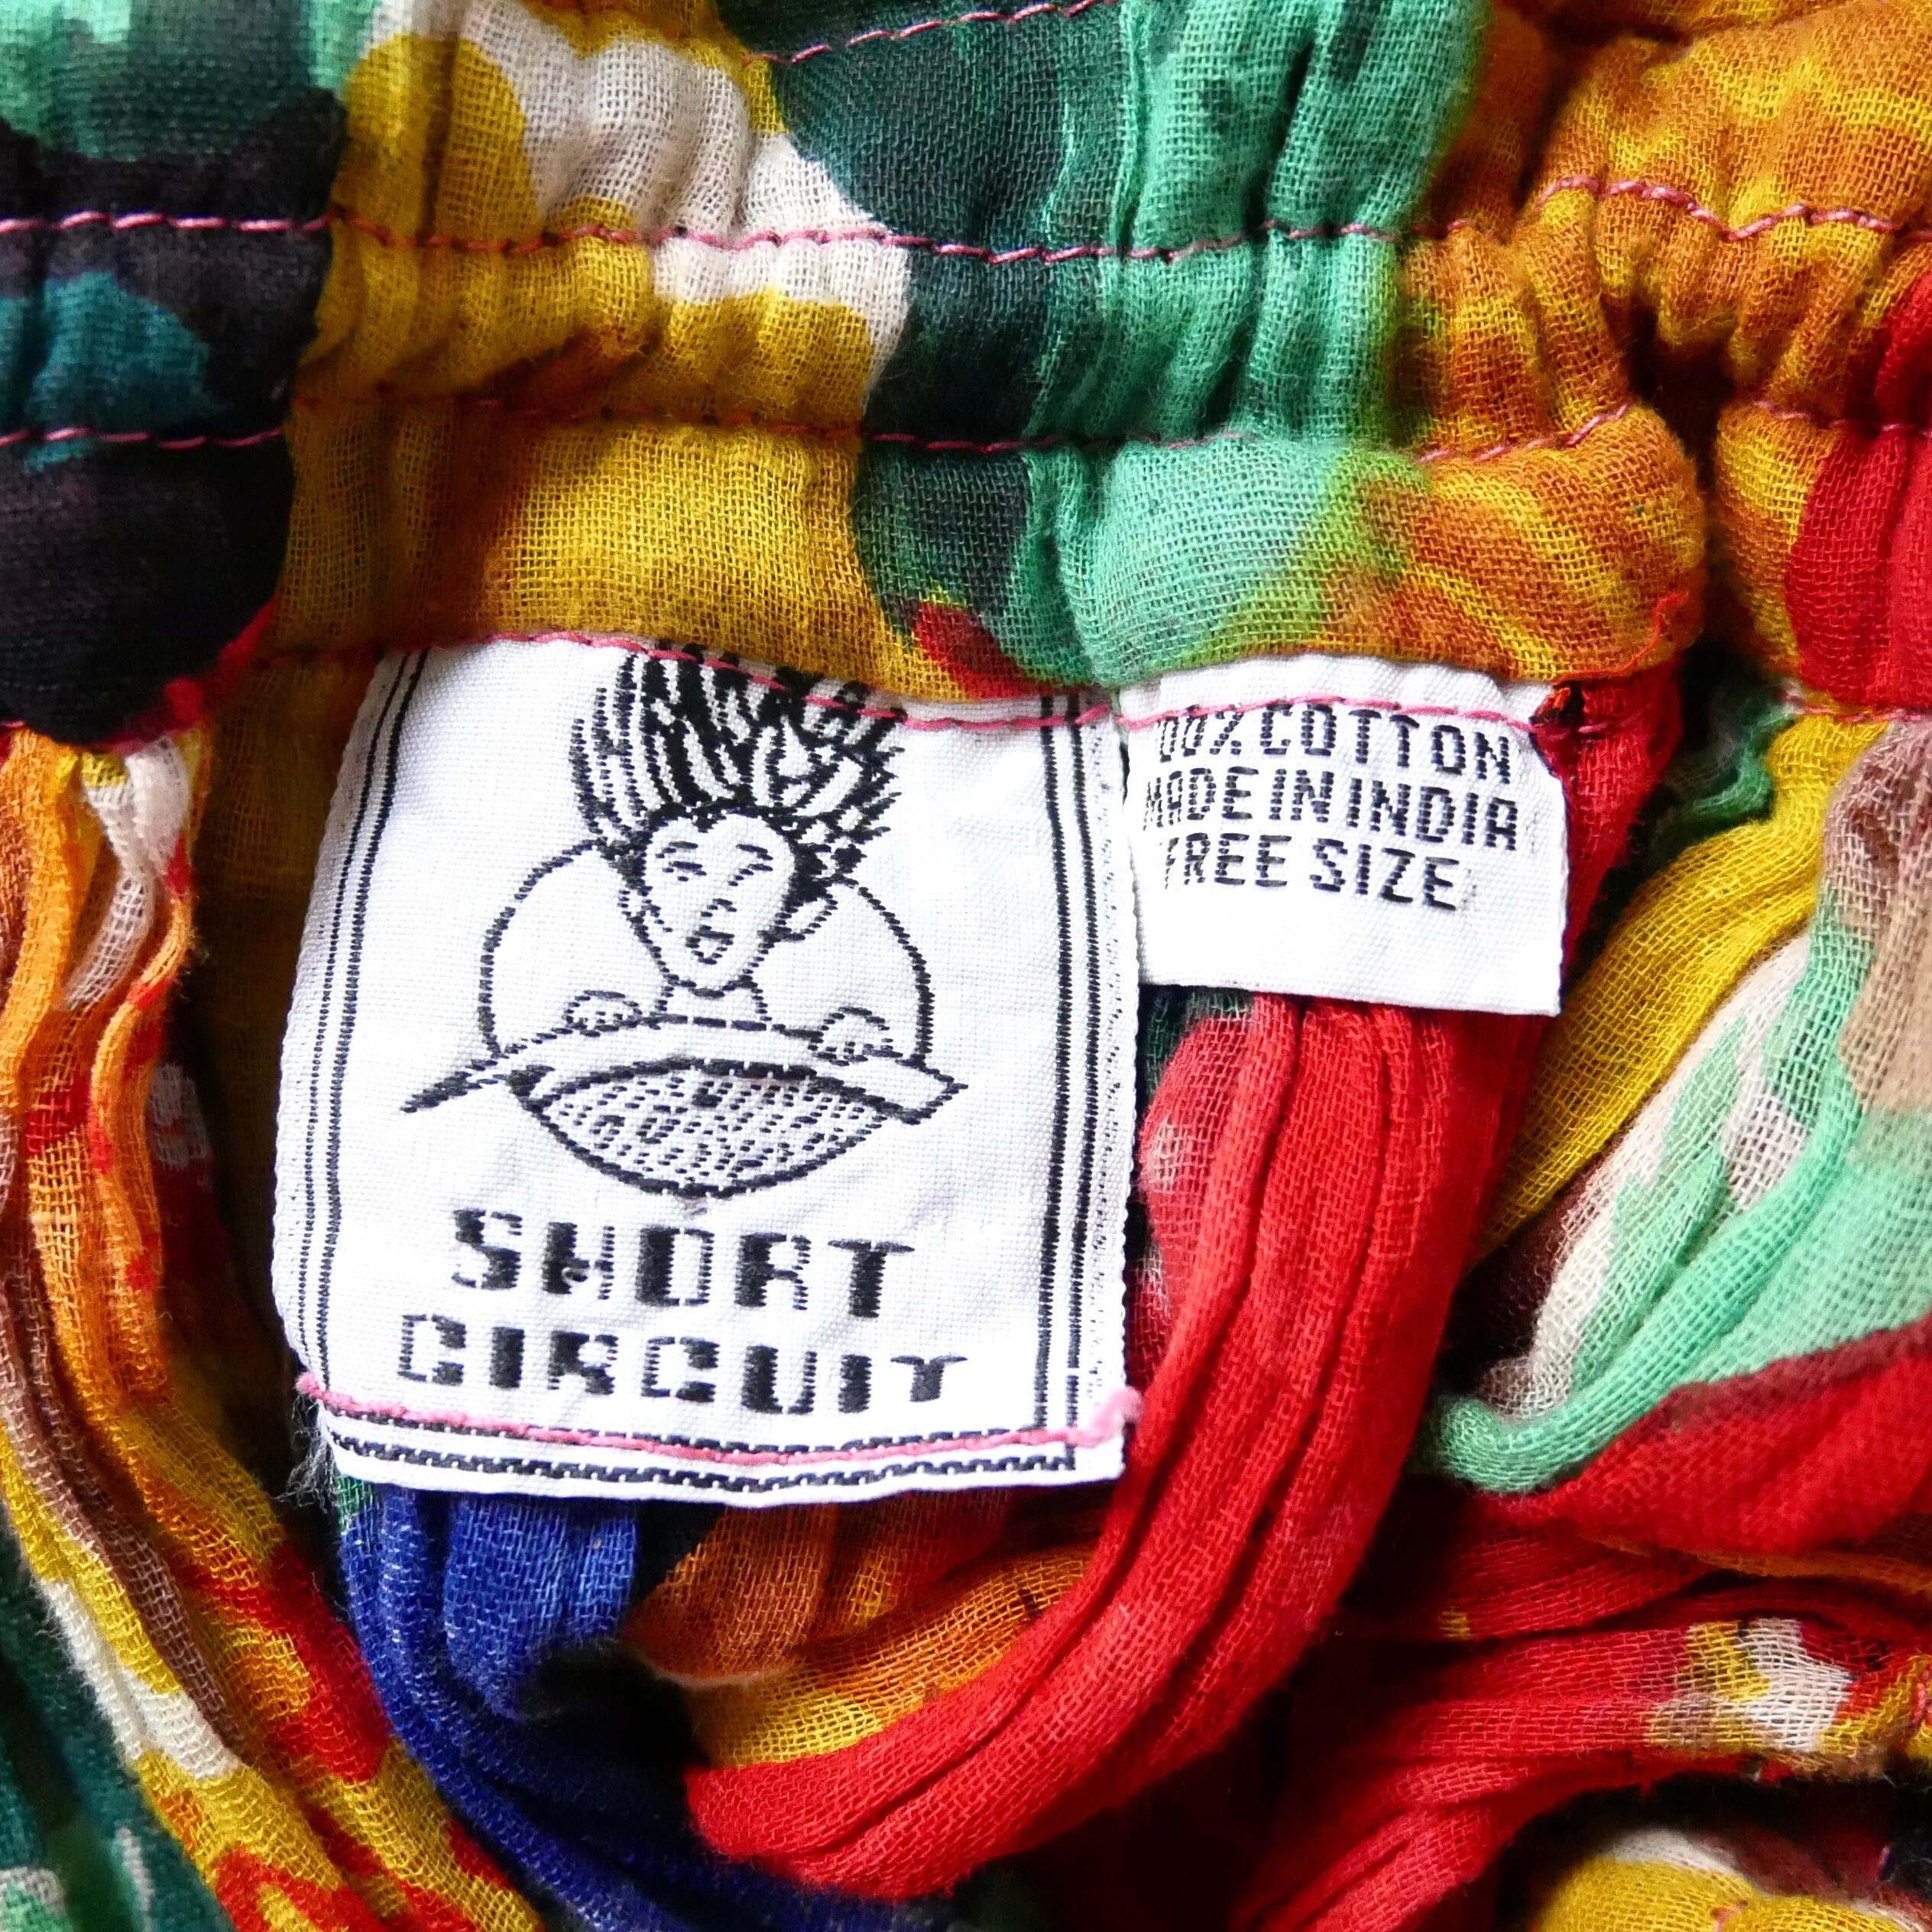 SHORT
CIRCUIT
100% COTTON
MADE IN INDIA
FREE SIZE